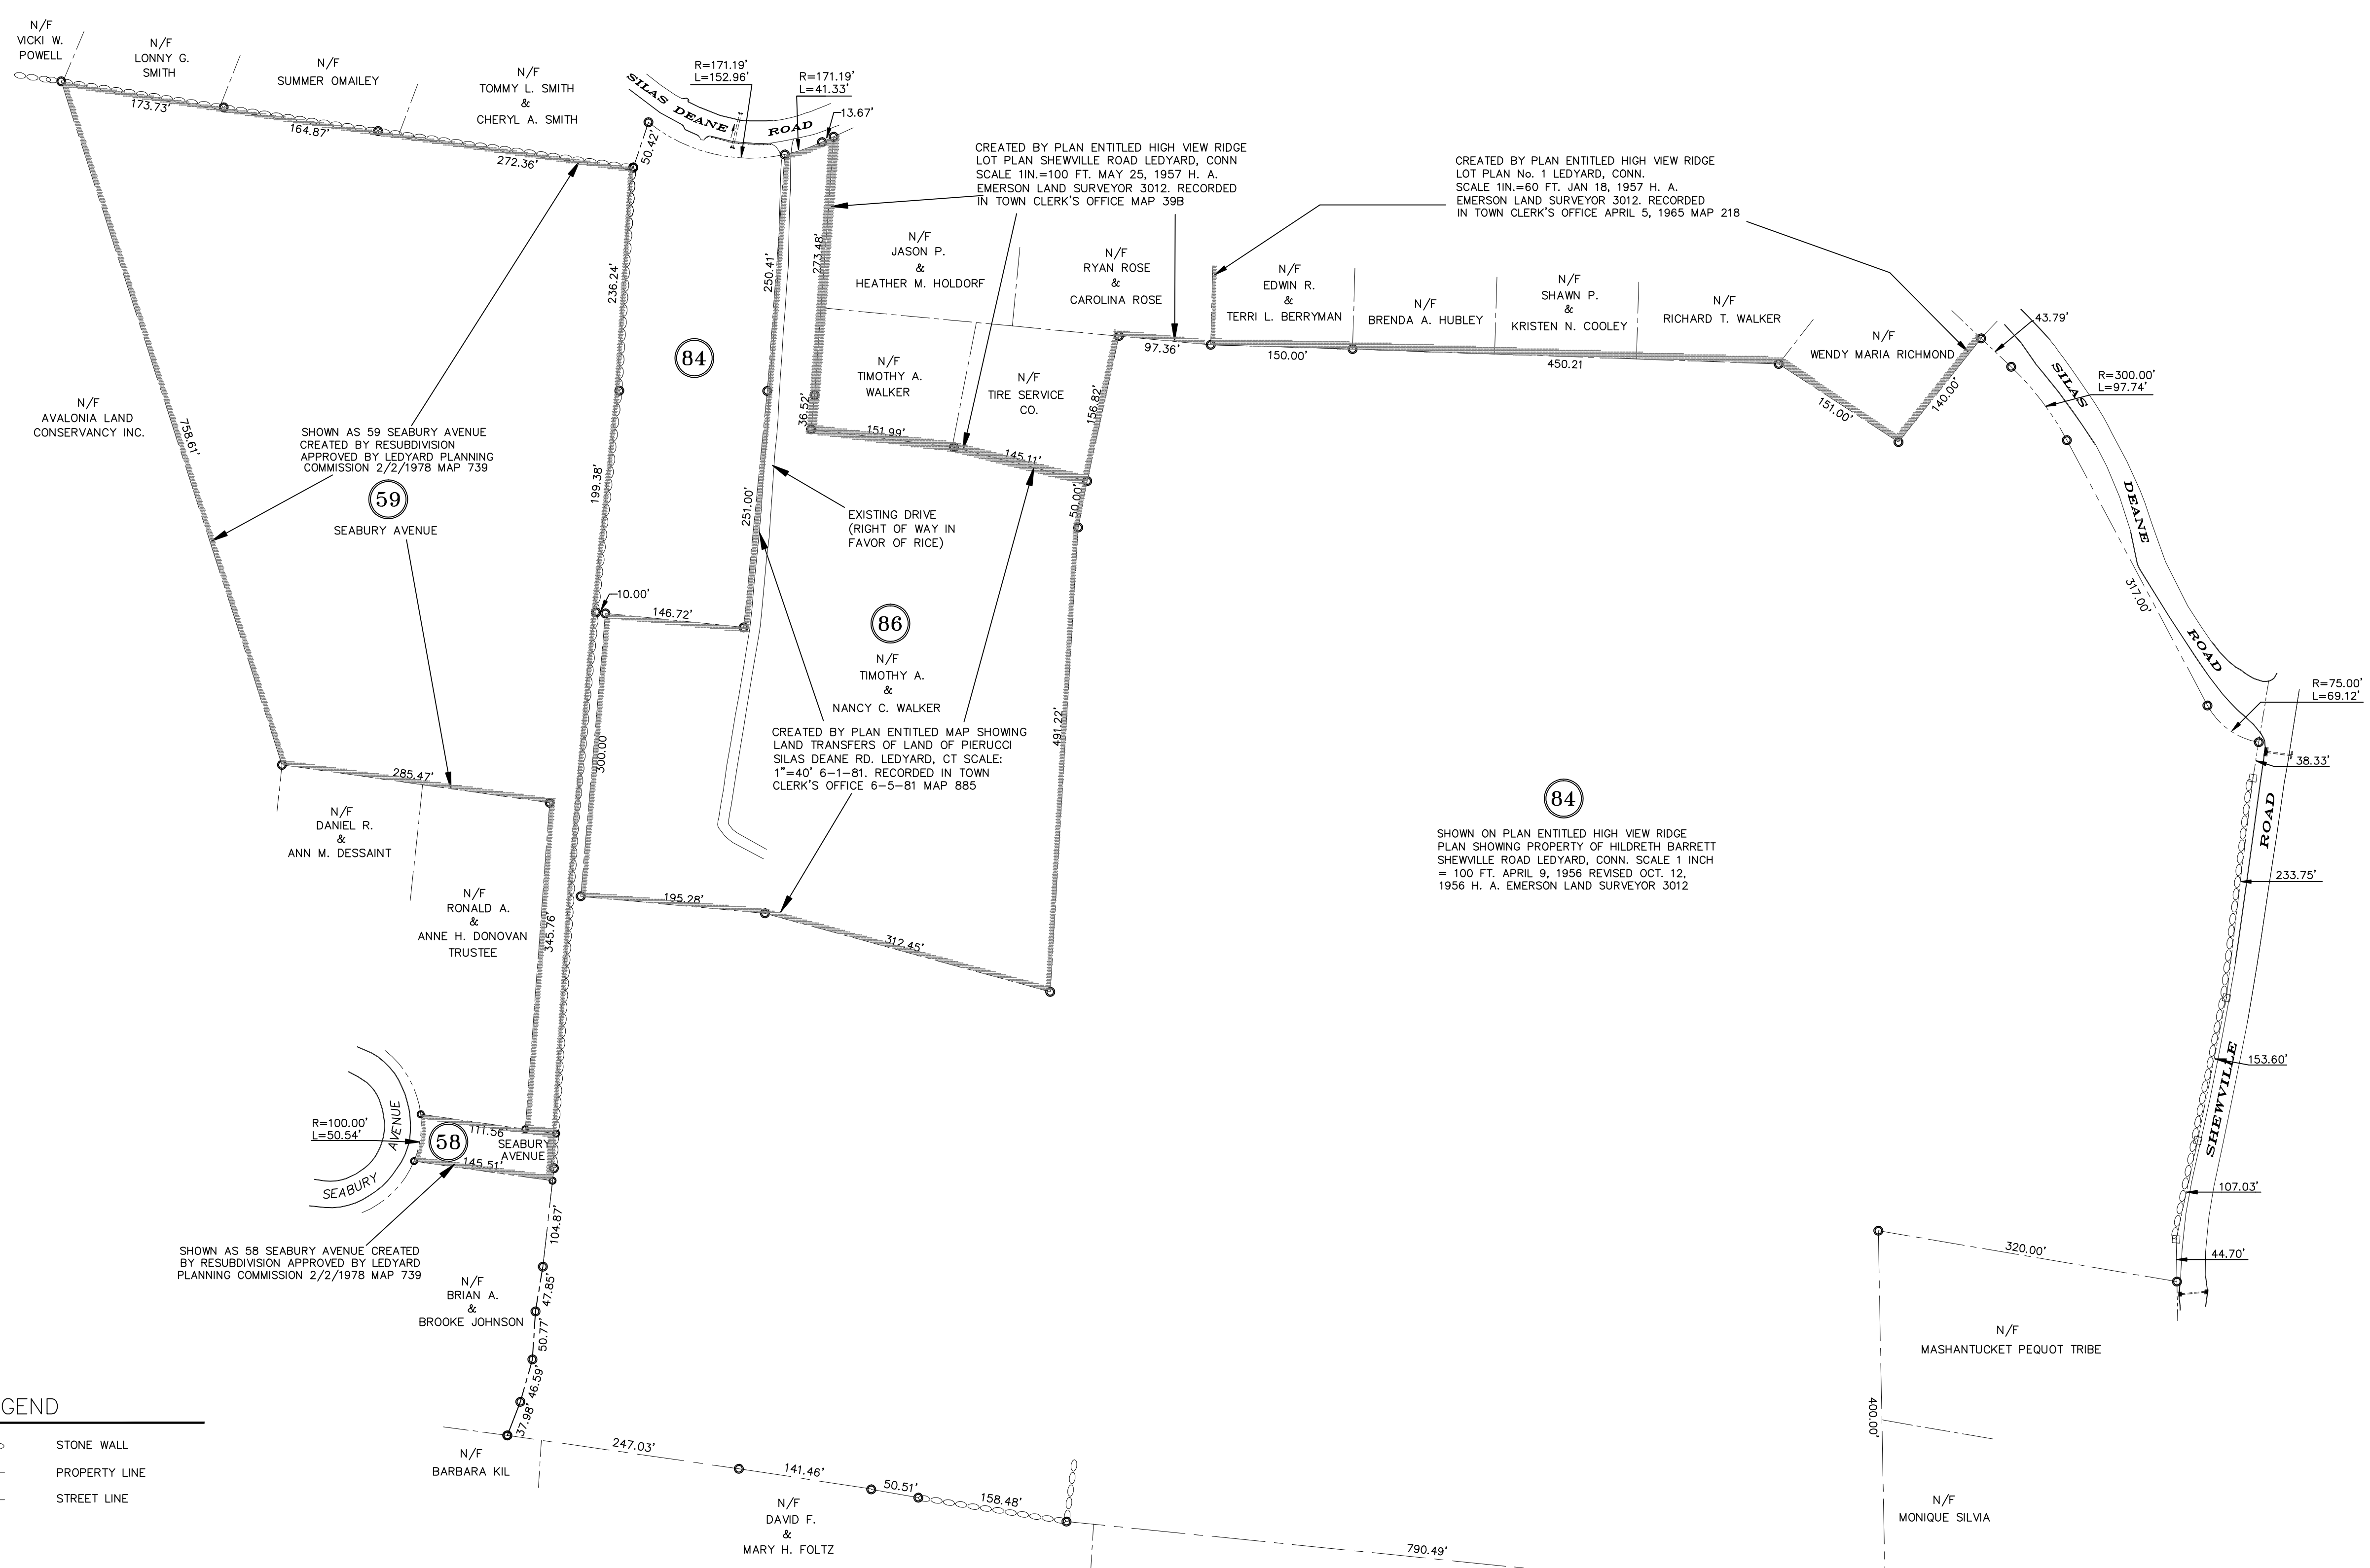 N/F
VICKI W.
POWELL
N/F
LONNY G.
SMITH
N/F
SUMMER OMAILEY
N/F
TOMMY L. SMITH
&
CHERYL A. SMITH
173.73'
164.87'
272.36'
50.42'
SILAS DEANE ROAD
R=171.19'
L=152.96'
R=171.19'
L=41.33'
13.67'
CREATED BY PLAN ENTITLED HIGH VIEW RIDGE
LOT PLAN SHEWVILLE ROAD LEDYARD, CONN
SCALE 1IN.=100 FT. MAY 25, 1957 H. A.
EMERSON LAND SURVEYOR 3012. RECORDED
IN TOWN CLERK'S OFFICE MAP 39B
CREATED BY PLAN ENTITLED HIGH VIEW RIDGE
LOT PLAN No. 1 LEDYARD, CONN.
SCALE 1IN.=60 FT. JAN 18, 1957 H. A.
EMERSON LAND SURVEYOR 3012. RECORDED
IN TOWN CLERK'S OFFICE APRIL 5, 1965 MAP 218
N/F
JASON P.
&
HEATHER M. HOLDORF
N/F
RYAN ROSE
&
CAROLINA ROSE
N/F
EDWIN R.
&
TERRI L. BERRYMAN
N/F
BRENDA A. HUBLEY
N/F
SHAWN P.
&
KRISTEN N. COOLEY
N/F
RICHARD T. WALKER
N/F
WENDY MARIA RICHMOND
43.79'
R=300.00'
L=97.74'
SILAS DEANE ROAD
236.24'
250.41'
273.48'
84
N/F
TIMOTHY A.
WALKER
N/F
TIRE SERVICE
CO.
97.36'
150.00'
450.21
151.00'
140.00'
156.82'
36.52'
151.99'
145.11'
50.00'
N/F
AVALONIA LAND
CONSERVANCY INC.
758.61'
SHOWN AS 59 SEABURY AVENUE
CREATED BY RESUBDIVISION
APPROVED BY LEDYARD PLANNING
COMMISSION 2/2/1978 MAP 739
59
SEABURY AVENUE
199.38'
251.00'
EXISTING DRIVE
(RIGHT OF WAY IN
FAVOR OF RICE)
317.00'
10.00'
146.72'
86
N/F
TIMOTHY A.
&
NANCY C. WALKER
CREATED BY PLAN ENTITLED MAP SHOWING
LAND TRANSFERS OF LAND OF PIERUCCI
SILAS DEANE RD. LEDYARD, CT SCALE:
1"=40' 6-1-81. RECORDED IN TOWN
CLERK'S OFFICE 6-5-81 MAP 885
300.00
491.22'
R=75.00'
L=69.12'
38.33'
285.47'
N/F
DANIEL R.
&
ANN M. DESSAINT
84
SHOWN ON PLAN ENTITLED HIGH VIEW RIDGE
PLAN SHOWING PROPERTY OF HILDRETH BARRETT
SHEWVILLE ROAD LEDYARD, CONN. SCALE 1 INCH
= 100 FT. APRIL 9, 1956 REVISED OCT. 12,
1956 H. A. EMERSON LAND SURVEYOR 3012
233.75'
SHEWVILLE ROAD
N/F
RONALD A.
&
ANNE H. DONOVAN
TRUSTEE
345.76'
195.28'
312.45'
153.60'
R=100.00'
L=50.54'
SEABURY AVENUE
111.56
58
SEABURY
AVENUE
145.51'
107.03'
SHOWN AS 58 SEABURY AVENUE CREATED
BY RESUBDIVISION APPROVED BY LEDYARD
PLANNING COMMISSION 2/2/1978 MAP 739
104.87'
47.85'
50.77'
46.59'
37.98'
N/F
BRIAN A.
&
BROOKE JOHNSON
320.00'
44.70'
N/F
MASHANTUCKET PEQUOT TRIBE
400.00'
GEND
STONE WALL
PROPERTY LINE
STREET LINE
N/F
BARBARA KIL
247.03'
141.46'
50.51'
158.48'
N/F
DAVID F.
&
MARY H. FOLTZ
790.49'
N/F
MONIQUE SILVIA